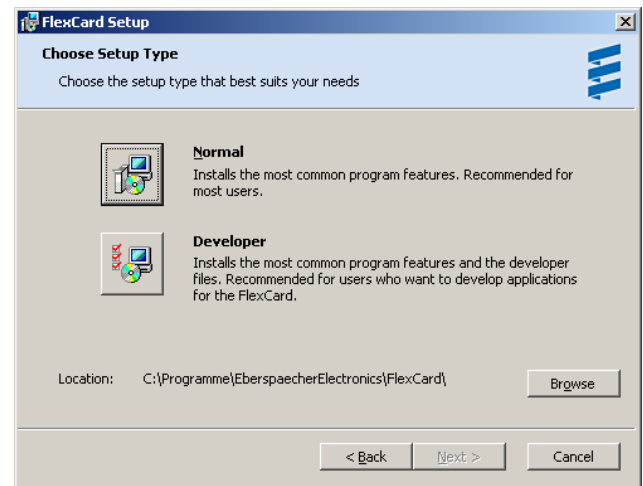 FlexCard Setup
Choose Setup Type
Choose the setup type that best suits your needs
Normal
Installs the most common program features. Recommended for
most users.
Developer
Installs the most common program features and the developer
files. Recommended for users who want to develop applications
for the FlexCard.
Location: C:\Programme\EberspaecherElectronics\FlexCard\ Browse
< Back Next > Cancel